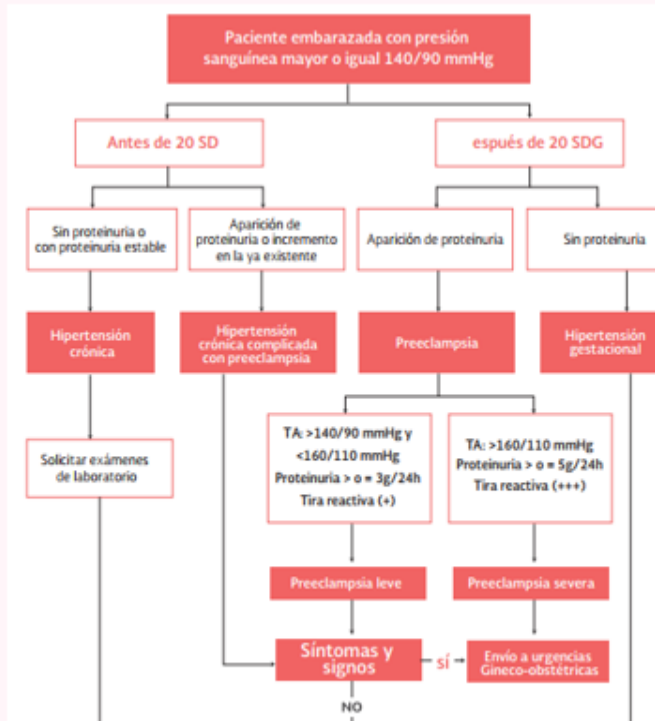 Paciente embarazada con presión
sanguínea mayor o igual 140/90 mmHg
Antes de 20 SD
espués de 20 SDG
Sin proteinuria o
con proteinuria estable
Aparición de
proteinuria o incremento
en la ya existente
Aparición de proteinuria
Sin proteinuria
Hipertensión
crónica
Hipertensión
crónica complicada
con preeclampsia
Preeclampsia
Hipertensión
gestacional
Solicitar exámenes
de laboratorio
TA: >140/90 mmHg y
<160/110 mmHg
Proteinuria > o = 3g/24h
Tira reactiva (+)
TA: >160/110 mmHg
Proteinuria > o = 5g/24h
Tira reactiva (+++)
Preeclampsia leve
Preeclampsia severa
Síntomas y
signos
sí
Envío a urgencias
Gineco-obstétricas
NO